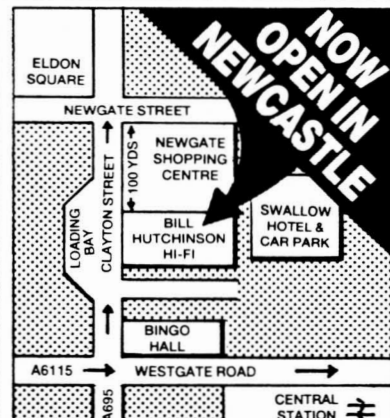 NOW
OPEN IN
NEWCASTLE
ELDON
SQUARE
NEWGATE STREET
100 YDS
NEWGATE
SHOPPING
CENTRE
CLAYTON STREET
LOADING
BAY
BILL
HUTCHINSON
HI-FI
SWALLOW
HOTEL &
CAR PARK
BINGO
HALL
A6115
WESTGATE ROAD
A695
CENTRAL
STATION